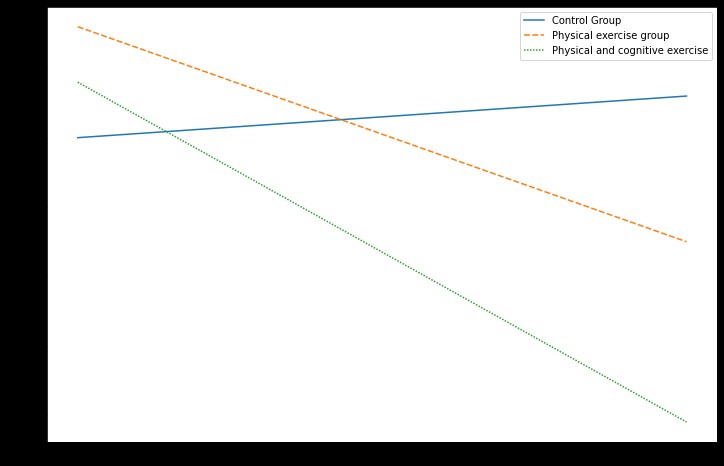 Control Group
Physical exercise group
Physical and cognitive exercise